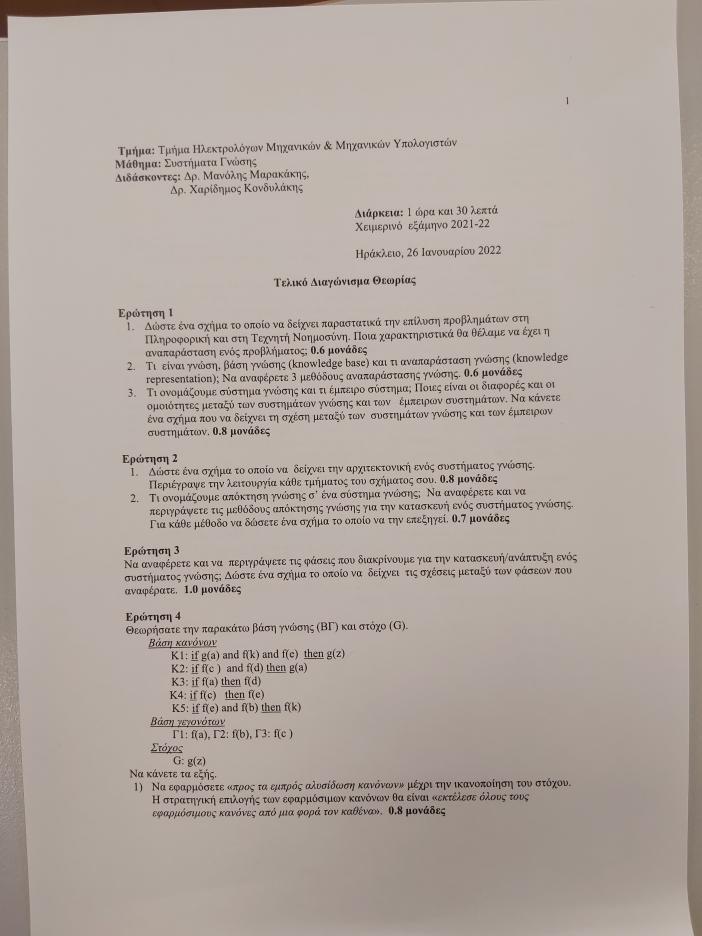 1
Τμήμα: Τμήμα Ηλεκτρολόγων Μηχανικών & Μηχανικών Υπολογιστών
Μάθημα: Συστήματα Γνώσης
Διδάσκοντες: Δρ. Μανόλης Μαρακάκης,
Δρ. Χαρίδημος Κονδυλάκης
Διάρκεια: 1 ώρα και 30 λεπτά
Χειμερινό εξάμηνο 2021-22
Ηράκλειο, 26 Ιανουαρίου 2022
Τελικό Διαγώνισμα Θεωρίας
Ερώτηση 1
1. Δώστε ένα σχήμα το οποίο να δείχνει παραστατικά την επίλυση προβλημάτων στη
Πληροφορική και στη Τεχνητή Νοημοσύνη. Ποια χαρακτηριστικά θα θέλαμε να έχει η
αναπαράσταση ενός προβλήματος; 0.6 μονάδες
2. Τι είναι γνώση, βάση γνώσης (knowledge base) και τι αναπαράσταση γνώσης (knowledge
representation); Να αναφέρετε 3 μεθόδους αναπαράστασης γνώσης. 0.6 μονάδες
3. Τι ονομάζουμε σύστημα γνώσης και τι έμπειρο σύστημα; Ποιες είναι οι διαφορές και οι
ομοιότητες μεταξύ των συστημάτων γνώσης και των έμπειρων συστημάτων. Να κάνετε
ένα σχήμα που να δείχνει τη σχέση μεταξύ των συστημάτων γνώσης και των έμπειρων
συστημάτων. 0.8 μονάδες
Ερώτηση 2
1. Δώστε ένα σχήμα το οποίο να δείχνει την αρχιτεκτονική ενός συστήματος γνώσης.
Περιέγραψε την λειτουργία κάθε τμήματος του σχήματος σου. 0.8 μονάδες
2. Τι ονομάζουμε απόκτηση γνώσης σ' ένα σύστημα γνώσης; Να αναφέρετε και να
περιγράψετε τις μεθόδους απόκτησης γνώσης για την κατασκευή ενός συστήματος γνώσης.
Για κάθε μέθοδο να δώσετε ένα σχήμα το οποίο να την επεξηγεί. 0.7 μονάδες
Ερώτηση 3
Να αναφέρετε και να περιγράψετε τις φάσεις που διακρίνουμε για την κατασκευή/ανάπτυξη ενός
συστήματος γνώσης; Δώστε ένα σχήμα το οποίο να δείχνει τις σχέσεις μεταξύ των φάσεων που
αναφέρατε. 1.0 μονάδες
Ερώτηση 4
Θεωρήσατε την παρακάτω βάση γνώσης (ΒΓ) και στόχο (G).
Βάση κανόνων
Κ1: if g(a) and f(k) and f(e) then g(z)
Κ2: if f(c ) and f(d) then g(a)
Κ3: if f(a) then f(d)
Κ4: if f(c) then f(e)
Κ5: if f(e) and f(b) then f(k)
Βάση γεγονότων
Γ1: f(a), Γ2: f(b), Γ3: f(c )
Στόχος
G: g(z)
Να κάνετε τα εξής.
1) Να εφαρμόσετε «προς τα εμπρός αλυσίδωση κανόνων» μέχρι την ικανοποίηση του στόχου.
Η στρατηγική επιλογής των εφαρμόσιμων κανόνων θα είναι «εκτέλεσε όλους τους
εφαρμόσιμους κανόνες από μια φορά τον καθένα». 0.8 μονάδες